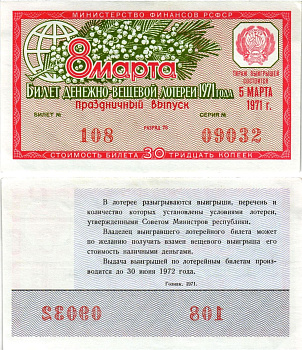 МИНИСТЕРСТВО ФИНАНСОВ РСФСР
8 марта
БИЛЕТ ДЕНЕЖНО-ВЕЩЕВОЙ ЛОТЕРЕИ 1971 ГОДА
Праздничный выпуск
ТИРАЖ ВЫИГРЫШЕЙ
СОСТОИТСЯ
5 МАРТА
1971 г.
БИЛЕТ №
РАЗРЯД 76
СЕРИЯ №
108
09032
СТОИМОСТЬ БИЛЕТА 30 ТРИДЦАТЬ КОПЕЕК
В лотерее разыгрываются выигрыши, перечень и
количество которых установлены условиями лотереи,
утвержденными Советом Министров республики.
Владелец выигравшего лотерейного билета может
по желанию получить взамен вещевого выигрыша его
стоимость наличными деньгами.
Выдача выигрышей по лотерейным билетам произ-
водится до 30 июня 1972 года.
Гознак. 1971.
09032
108